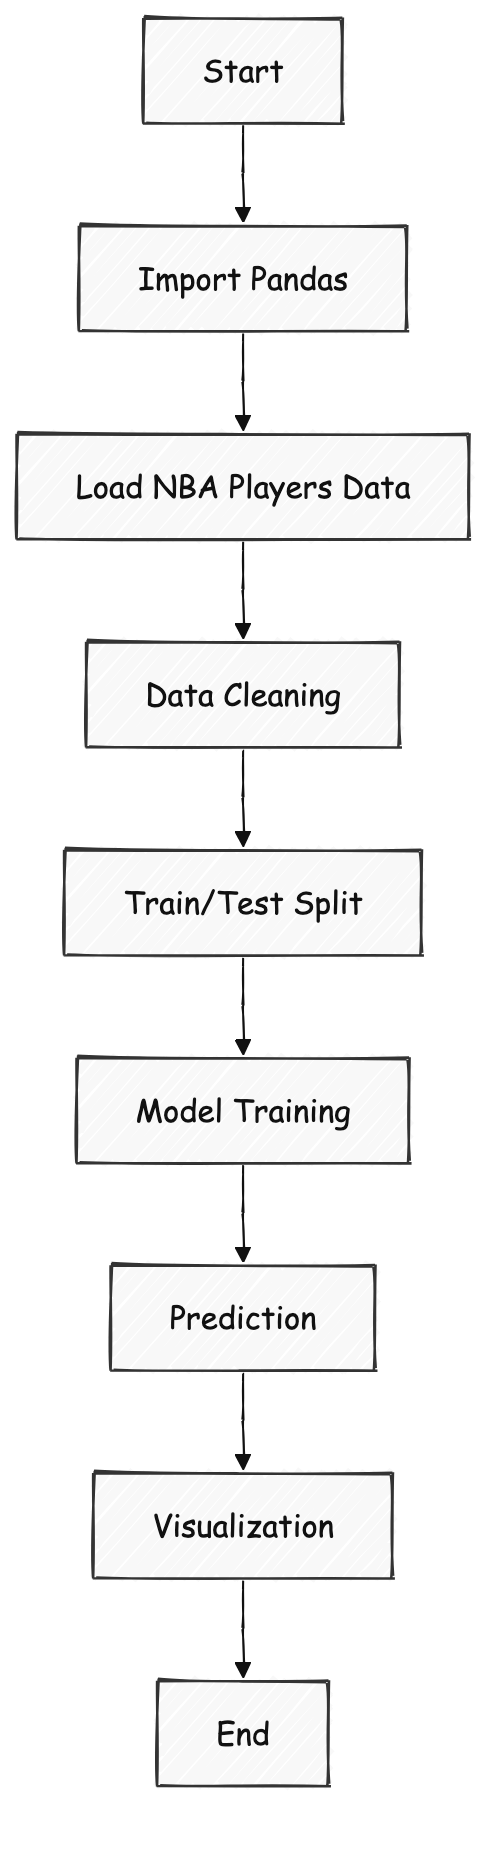 Start
Import Pandas
Load NBA Players Data
Data Cleaning
Train/Test Split
Model Training
Prediction
Visualization
End